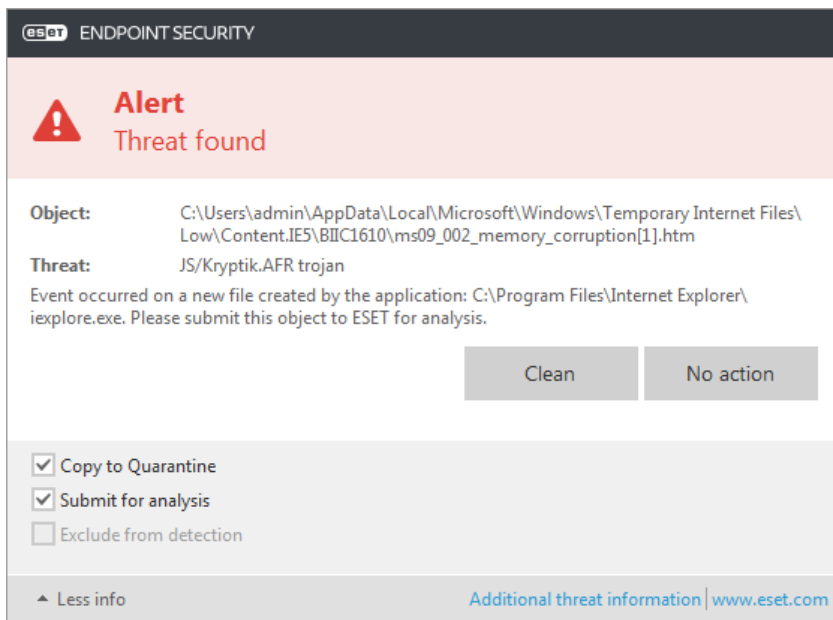 eset ENDPOINT SECURITY
Alert
Threat found
Object: C:\Users\admin\AppData\Local\Microsoft\Windows\Temporary Internet Files\
Low\Content.IE5\BIIC1610\ms09_002_memory_corruption[1].htm
Threat: JS/Kryptik.AFR trojan
Event occurred on a new file created by the application: C:\Program Files\Internet Explorer\
iexplore.exe. Please submit this object to ESET for analysis.
Clean No action
Copy to Quarantine
Submit for analysis
Exclude from detection
Less info Additional threat information | www.eset.com